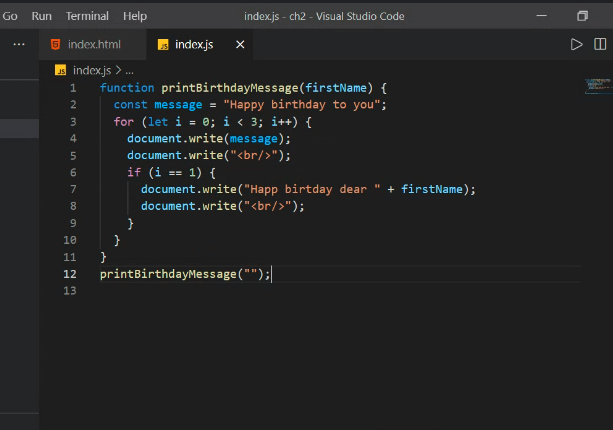 Go Run Terminal Help index.js - ch2 - Visual Studio Code
index.html index.js
index.js > ...
1 function printBirthdayMessage(firstName) {
2 const message = "Happy birthday to you";
3 for (let i = 0; i < 3; i++) {
4 document.write(message);
5 document.write("<br/>");
6 if (i == 1) {
7 document.write("Happ birtday dear " + firstName);
8 document.write("<br/>");
9 }
10 }
11 }
12 printBirthdayMessage("");
13